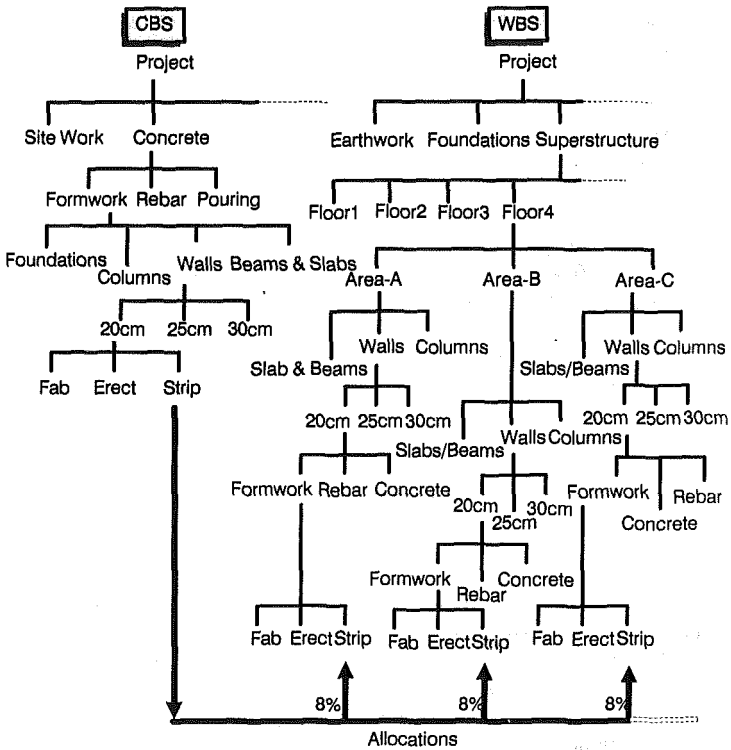 CBS WBS
Project Project
Site Work Concrete Earthwork Foundations Superstructure
Formwork Rebar Pouring
Floor1 Floor2 Floor3 Floor4
Foundations Columns Walls Beams & Slabs
Area-A Area-B Area-C
20cm 25cm 30cm
Slab & Beams Walls Columns
Slabs/Beams Walls Columns
Fab Erect Strip
20cm 25cm 30cm
20cm 25cm 30cm
Slabs/Beams Walls Columns
Formwork Rebar Concrete
Formwork Concrete Rebar
20cm 25cm 30cm
Formwork Rebar Concrete
Fab Erect Strip
Fab Erect Strip
Fab Erect Strip
8% 8% 8%
Allocations